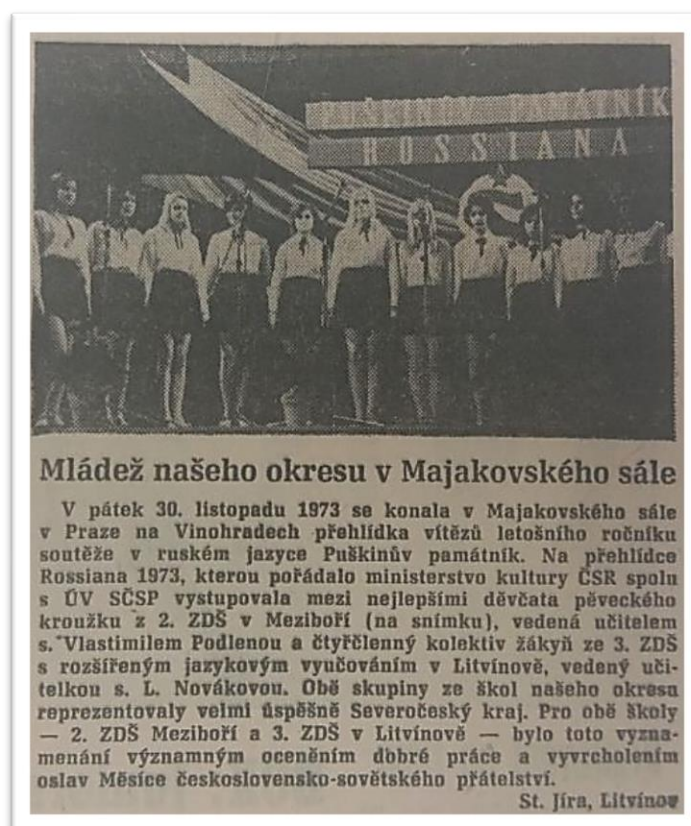 PUŠKINŮV PAMÁTNÍK
ROSSIANA
Mládež našeho okresu v Majakovského sále
V pátek 30. listopadu 1973 se konala v Majakovského sále
v Praze na Vinohradech přehlídka vítězů letošního ročníku
soutěže v ruském jazyce Puškinův památník. Na přehlídce
Rossiana 1973, kterou pořádalo ministerstvo kultury ČSR spolu
s ÚV SČSP vystupovala mezi nejlepšími děvčata pěveckého
kroužku z 2. ZDŠ v Meziboří (na snímku), vedená učitelem
s. Vlastimilem Podlenou a čtyřčlenný kolektiv žákyň ze 3. ZDŠ
s rozšířeným jazykovým vyučováním v Litvínově, vedený uči-
telkou s. L. Novákovou. Obě skupiny ze škol našeho okresu
reprezentovaly velmi úspěšně Severočeský kraj. Pro obě školy
— 2. ZDŠ Meziboří a 3. ZDŠ v Litvínově — bylo toto vyzna-
menání významným oceněním dobré práce a vyvrcholením
oslav Měsíce československo-sovětského přátelství.
St. Jíra, Litvínov